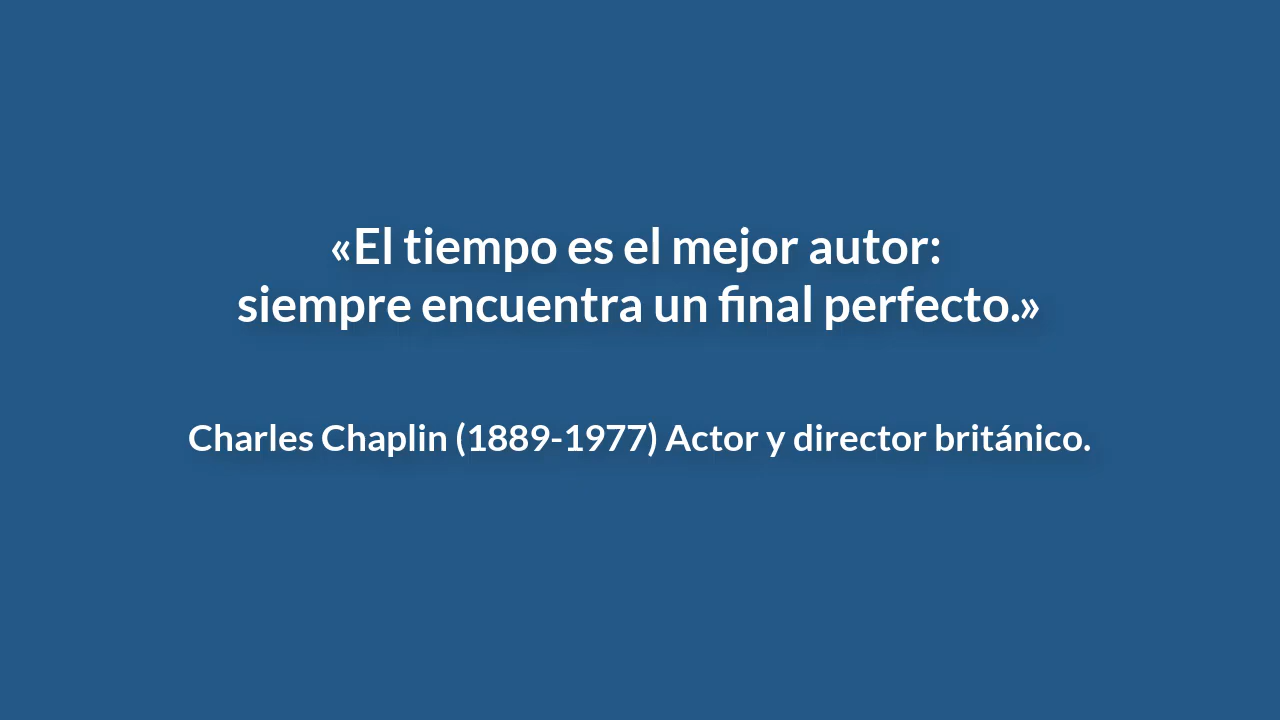 «El tiempo es el mejor autor:
siempre encuentra un final perfecto.»
Charles Chaplin (1889-1977) Actor y director británico.